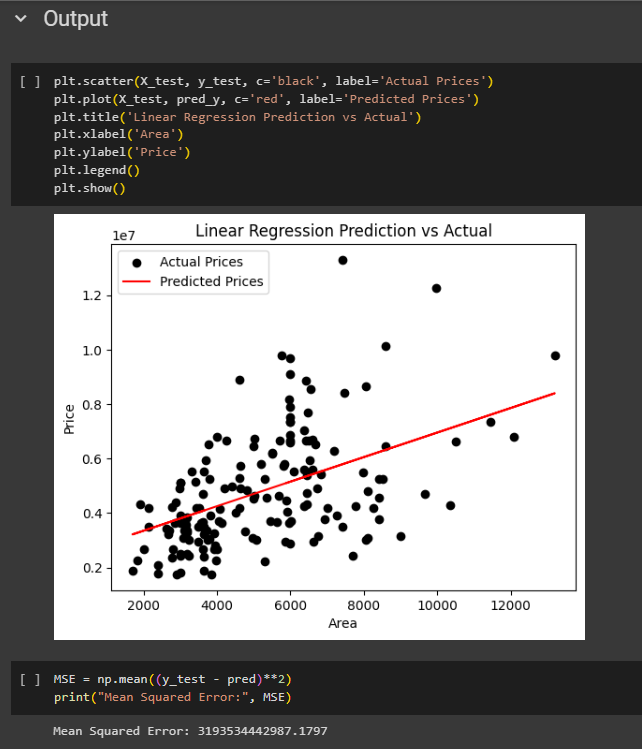 Output
[ ] plt.scatter(X_test, y_test, c='black', label='Actual Prices')
plt.plot(X_test, pred_y, c='red', label='Predicted Prices')
plt.title('Linear Regression Prediction vs Actual')
plt.xlabel('Area')
plt.ylabel('Price')
plt.legend()
plt.show()
Linear Regression Prediction vs Actual
1e7
Actual Prices
Predicted Prices
1.2
1.0
0.8
0.6
0.4
0.2
Price
2000 4000 6000 8000 10000 12000
Area
[ ] MSE = np.mean((y_test - pred)**2)
print("Mean Squared Error:", MSE)
Mean Squared Error: 3193534442987.1797